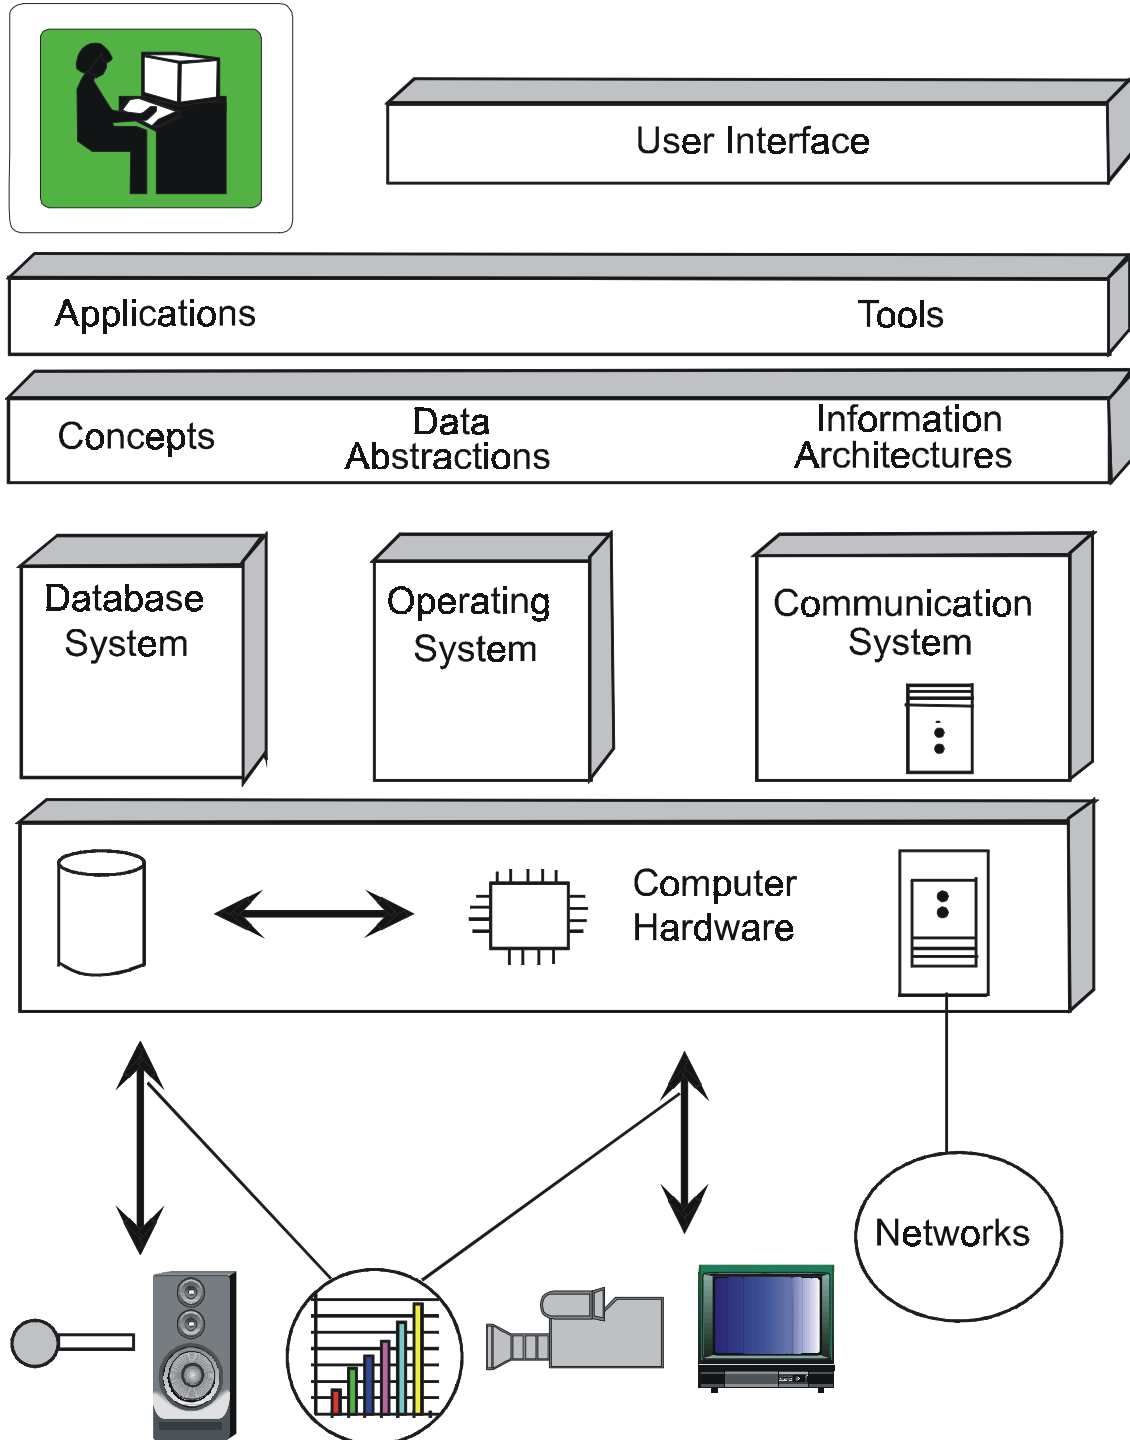 User Interface
Applications
Tools
Concepts
Data
Abstractions
Information
Architectures
Database
System
Operating
System
Communication
System
Computer
Hardware
Networks